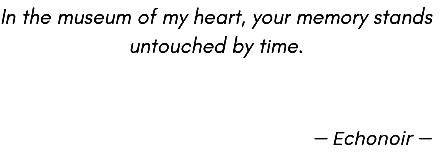 In the museum of my heart, your memory stands
untouched by time.
— Echonoir —